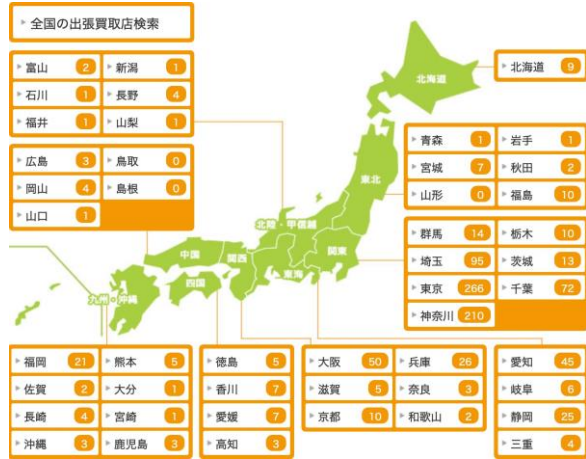 全国の出張買取店検索
富山 2 新潟 1
石川 1 長野 4
福井 1 山梨 1
広島 3 鳥取 0
岡山 4 島根 0
山口 1
北海道
北海道 9
青森 1 岩手 1
宮城 7 秋田 2
山形 0 福島 10
東北
北陸・甲信越
群馬 14 栃木 10
埼玉 95 茨城 13
東京 266 千葉 72
神奈川 210
中国
関西
関東
四国
東海
九州・沖縄
福岡 21 熊本 5
佐賀 2 大分 1
長崎 4 宮崎 1
沖縄 3 鹿児島 3
徳島 5
香川 7
愛媛 7
高知 3
大阪 50 兵庫 26
滋賀 5 奈良 3
京都 10 和歌山 2
愛知 45
岐阜 6
静岡 25
三重 4